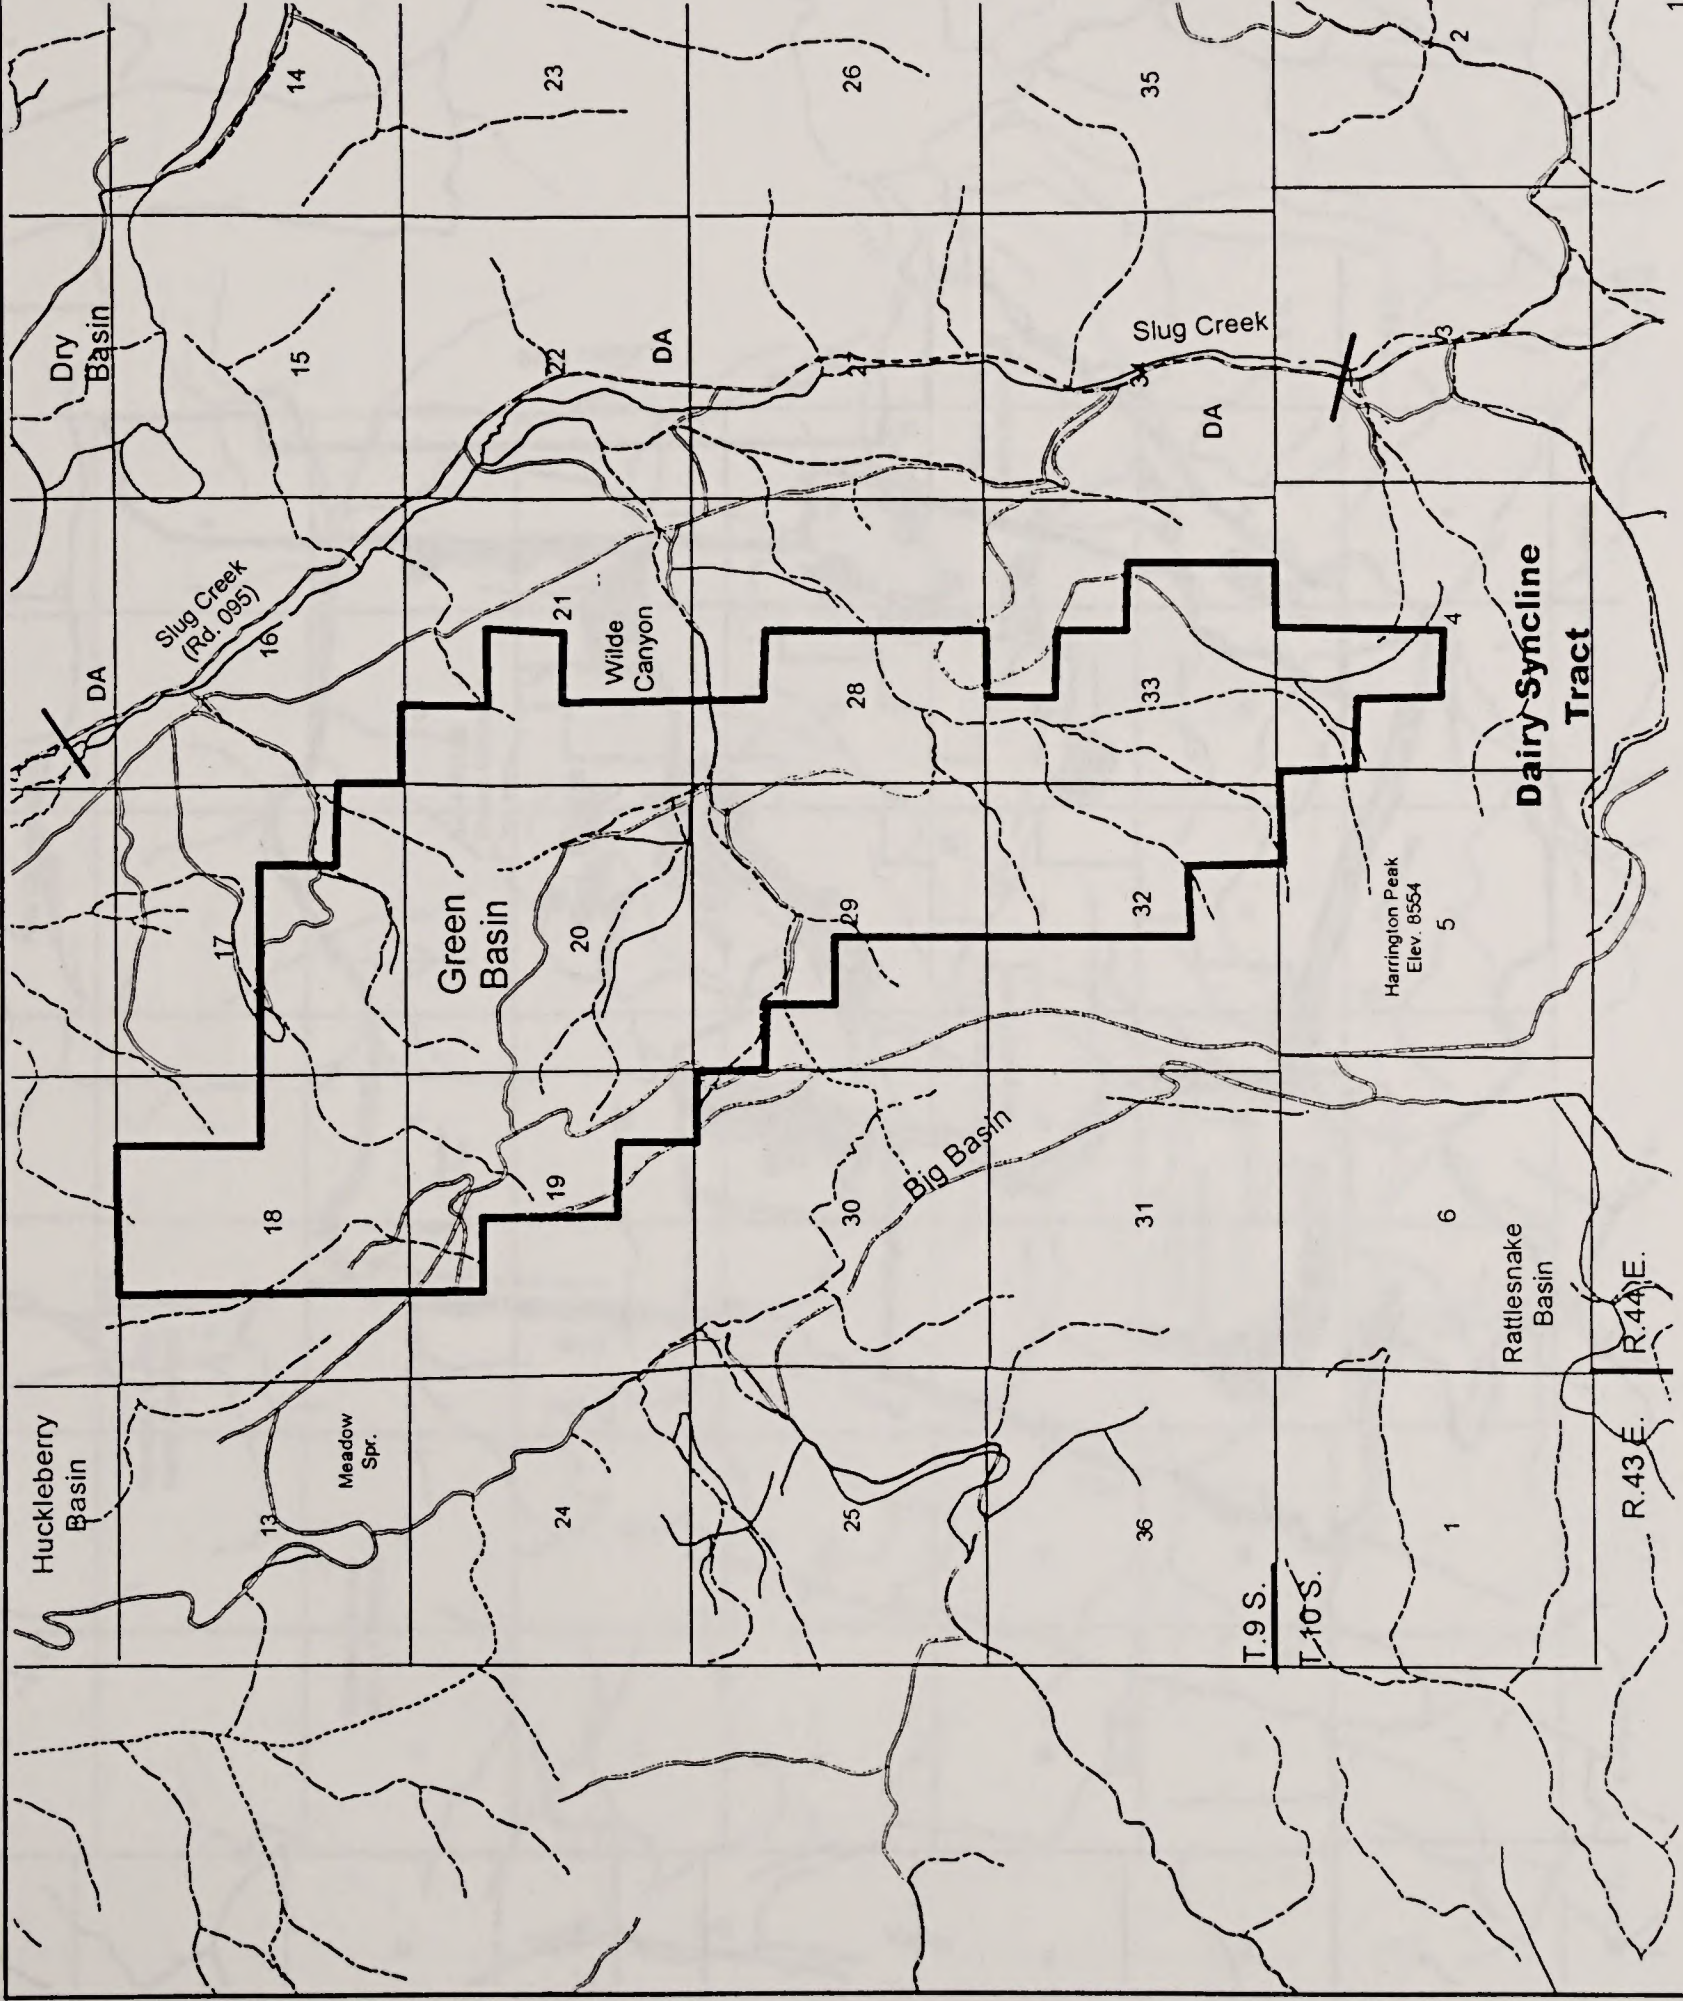 Huckleberry
Basin
13
Meadow
Spr.
24
25
36
T.9 S.
T.10 S.
1
R.43 E.
R.44 E.
18
19
30
Big Basin
31
6
Rattlesnake
Basin
17
Green
Basin
20
29
32
Harrington Peak
Elev. 8554
5
DA
Slug Creek
(Rd. 095)
16
21
Wilde
Canyon
28
33
4
Dairy Syncline
Tract
Dry
Basin
15
22
DA
27
Slug Creek
34
DA
3
14
23
26
35
2
1